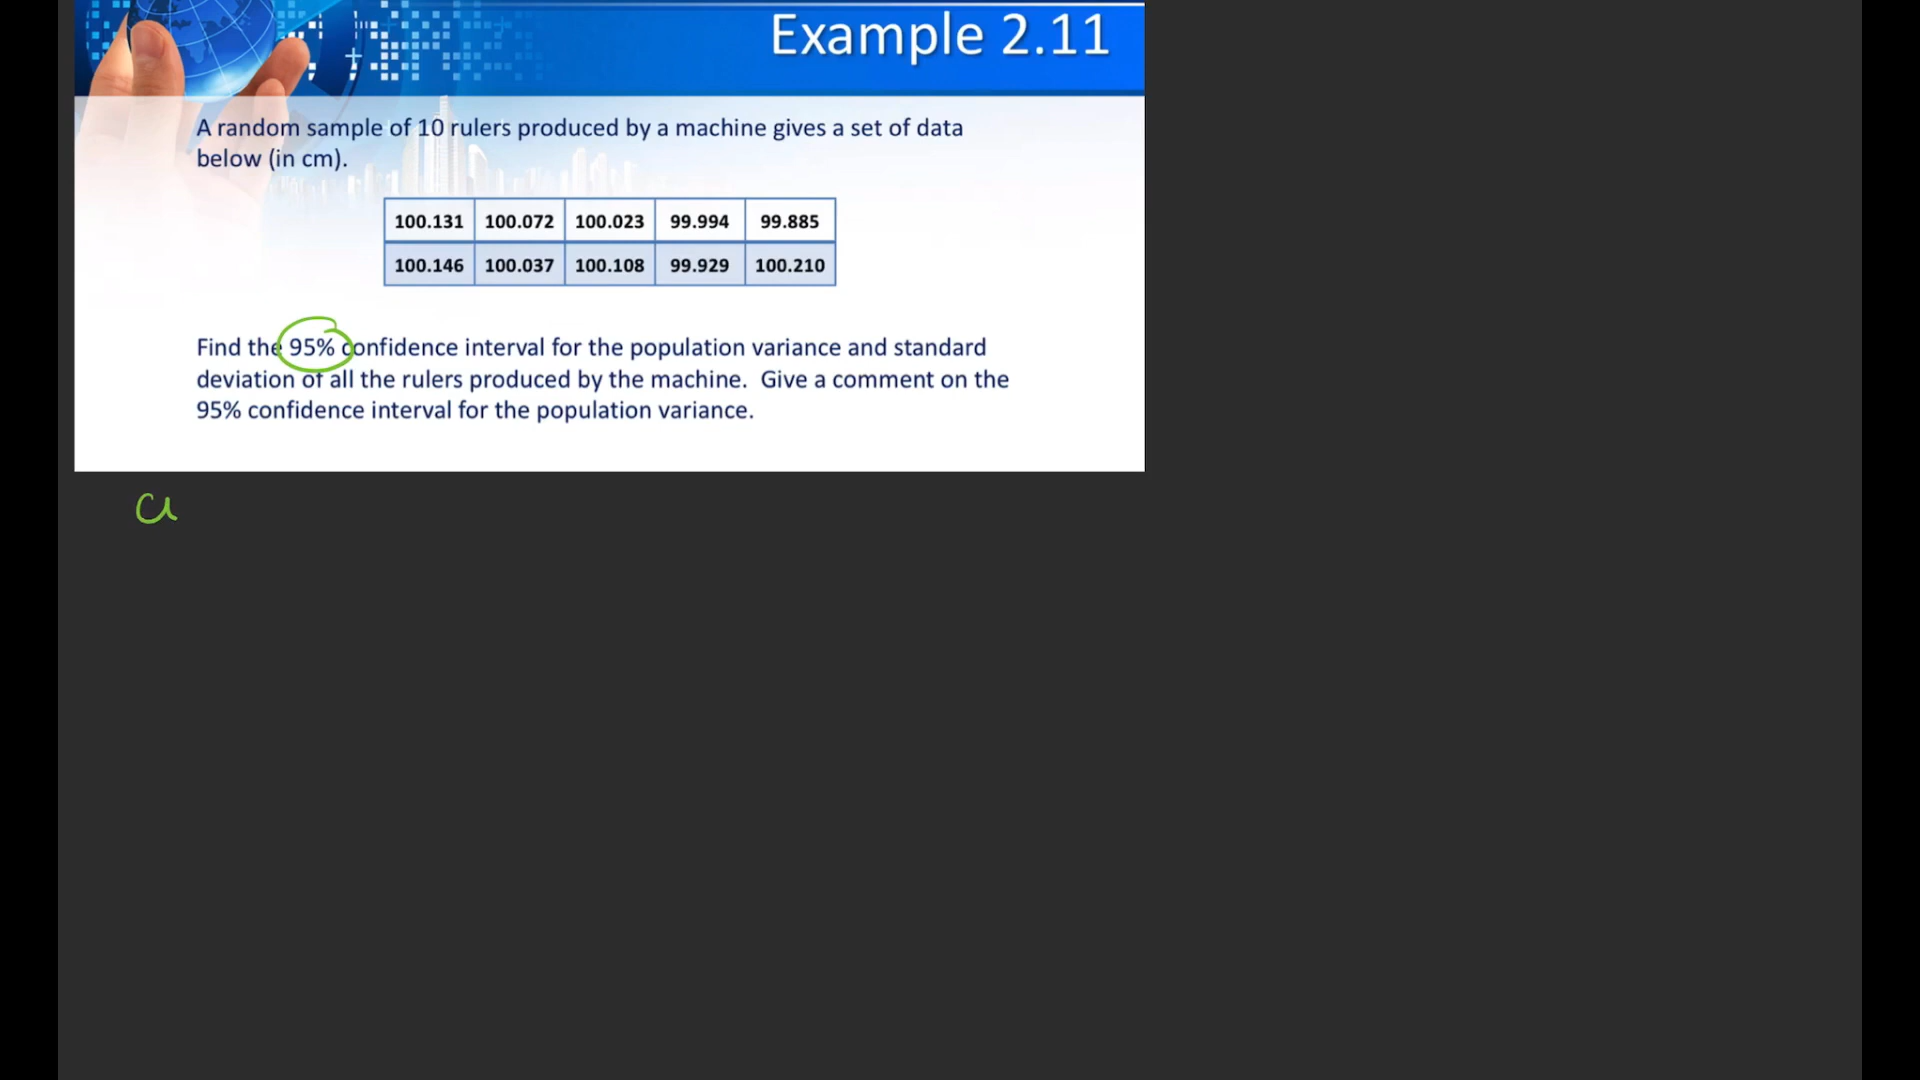 Example 2.11
A random sample of 10 rulers produced by a machine gives a set of data
below (in cm).
100.131 100.072 100.023 99.994 99.885
100.146 100.037 100.108 99.929 100.210
Find the 95% confidence interval for the population variance and standard
deviation of all the rulers produced by the machine. Give a comment on the
95% confidence interval for the population variance.